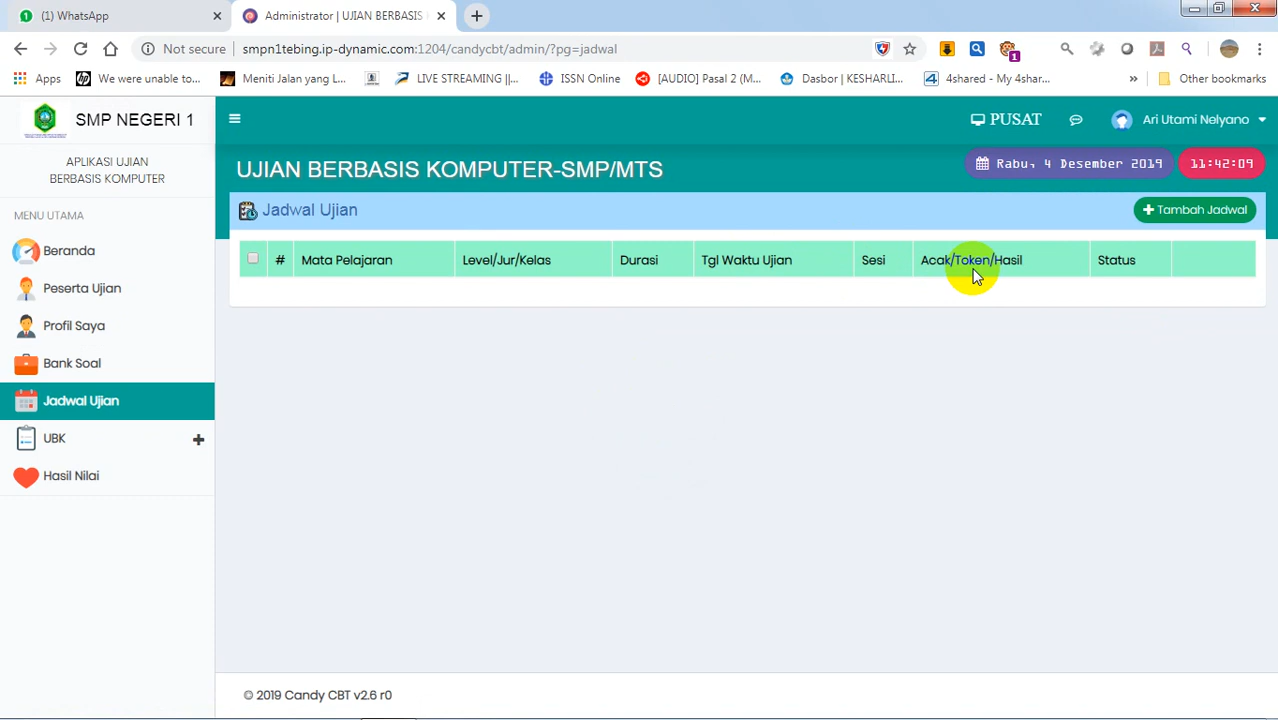 (1) WhatsApp
Administrator | UJIAN BERBASIS
Not secure
smpn1tebing.ip-dynamic.com:1204/candycbt/admin/?pg=jadwal
1
Apps
We were unable to...
Meniti Jalan yang L...
LIVE STREAMING ||...
ISSN Online
[AUDIO] Pasal 2 (M...
Dasbor | KESHARLI...
4shared - My 4shar...
»
Other bookmarks
SMP NEGERI 1
PUSAT
Ari Utami Nelyano
APLIKASI UJIAN
BERBASIS KOMPUTER
UJIAN BERBASIS KOMPUTER-SMP/MTS
Rabu, 4 Desember 2019
11:42:09
MENU UTAMA
Jadwal Ujian
Tambah Jadwal
Beranda
Peserta Ujian
Profil Saya
Bank Soal
Jadwal Ujian
UBK
Hasil Nilai
# Mata Pelajaran Level/Jur/Kelas Durasi Tgl Waktu Ujian Sesi Acak/Token/Hasil Status
© 2019 Candy CBT v2.6 r0